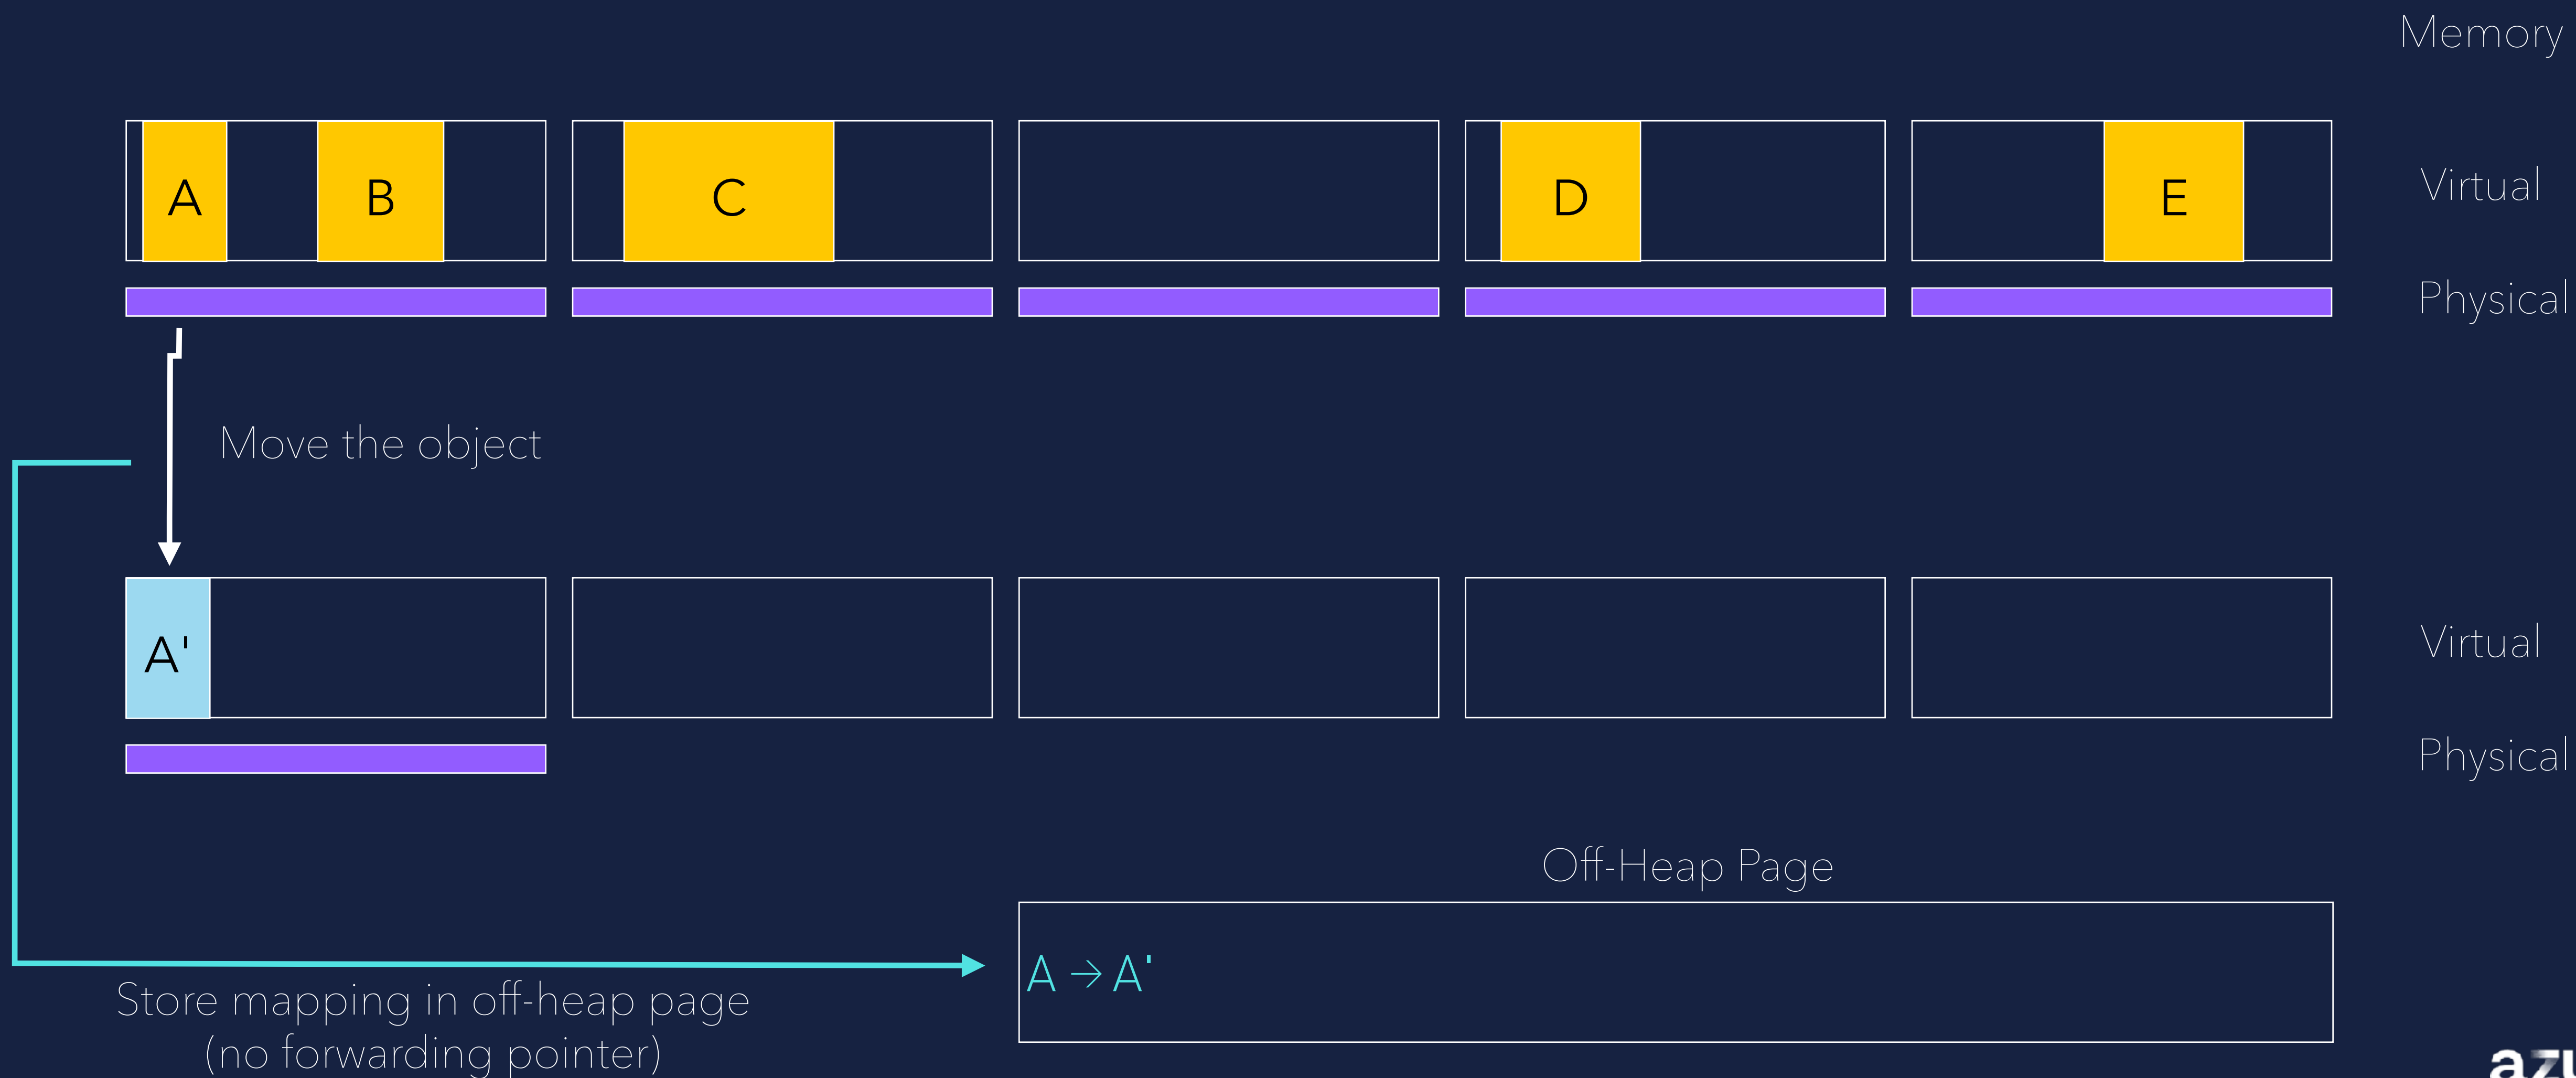 Memory
A
B
C
D
E
Virtual
Physical
Move the object
A'
Virtual
Physical
Off-Heap Page
A → A'
Store mapping in off-heap page
(no forwarding pointer)